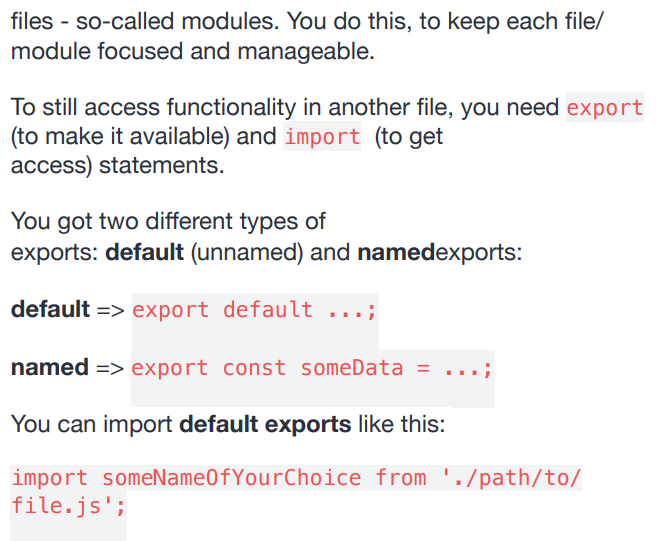 files - so-called modules. You do this, to keep each file/
module focused and manageable.
To still access functionality in another file, you need export
(to make it available) and import (to get
access) statements.
You got two different types of
exports: default (unnamed) and namedexports:
default => export default ...;
named => export const someData = ...;
You can import default exports like this:
import someNameOfYourChoice from './path/to/
file.js';